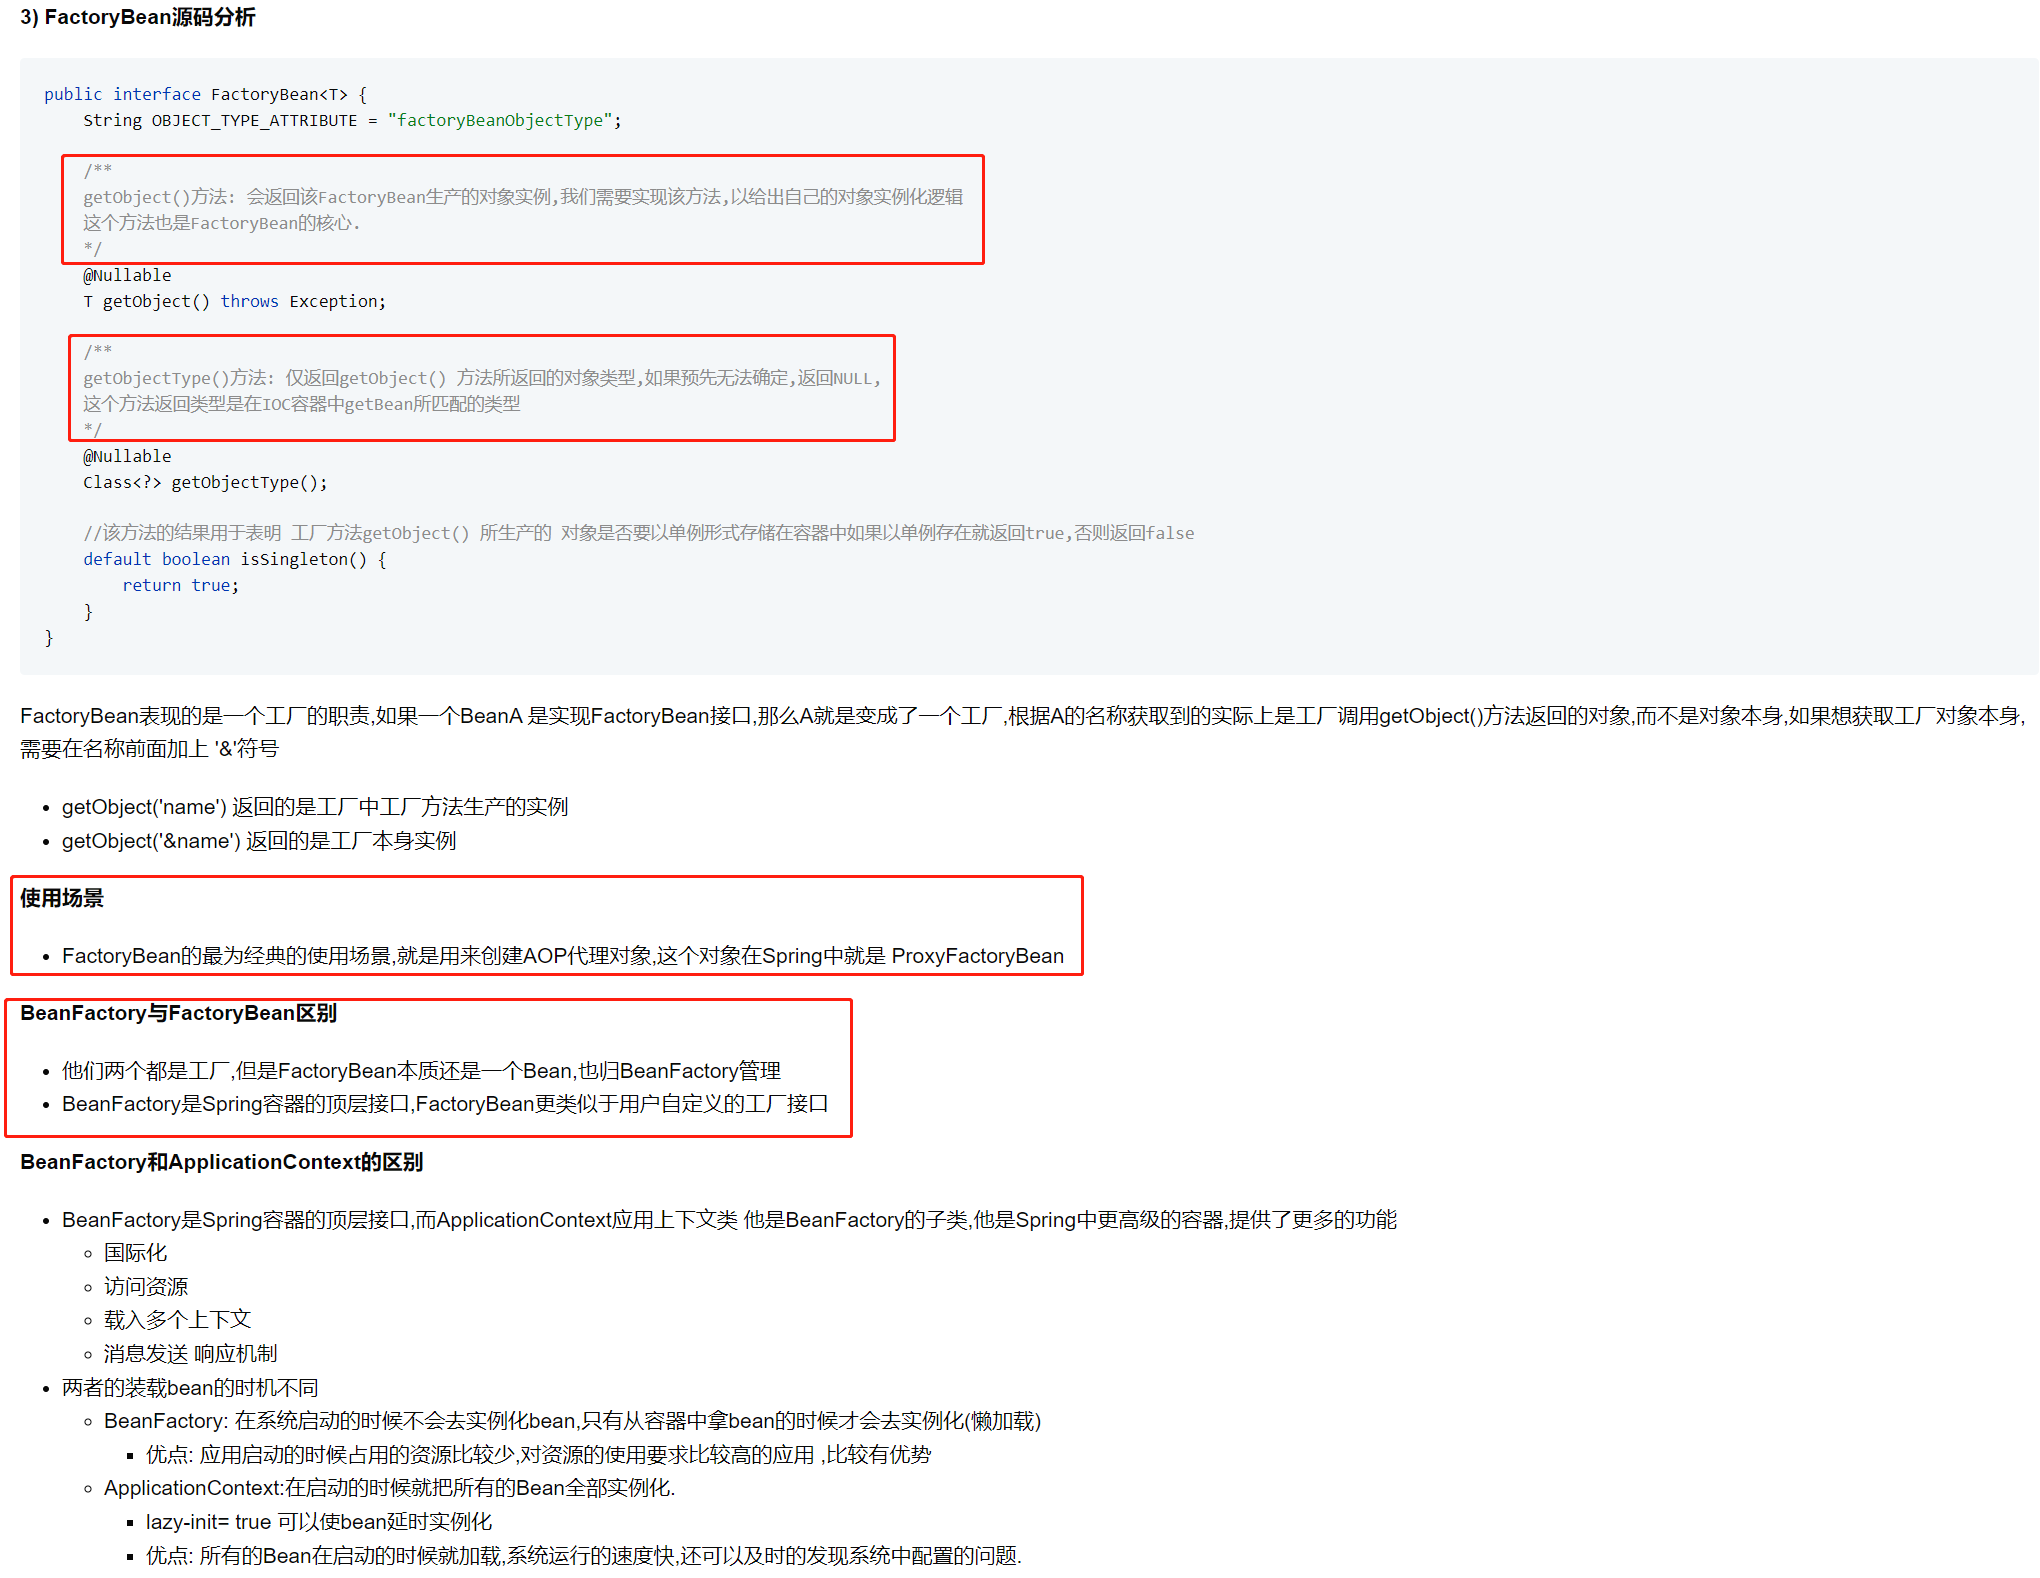 3) FactoryBean源码分析
public interface FactoryBean<T> {
String OBJECT_TYPE_ATTRIBUTE = "factoryBeanObjectType";
/**
getObject()方法: 会返回该FactoryBean生产的对象实例,我们需要实现该方法,以给出自己的对象实例化逻辑
这个方法也是FactoryBean的核心.
*/
@Nullable
T getObject() throws Exception;
/**
getObjectType()方法: 仅返回getObject() 方法所返回的对象类型,如果预先无法确定,返回NULL,
这个方法返回类型是在IOC容器中getBean所匹配的类型
*/
@Nullable
Class<?> getObjectType();
//该方法的结果用于表明 工厂方法getObject() 所生产的 对象是否要以单例形式存储在容器中如果以单例存在就返回true,否则返回false
default boolean isSingleton() {
return true;
}
}
FactoryBean表现的是一个工厂的职责,如果一个BeanA 是实现FactoryBean接口,那么A就是变成了一个工厂,根据A的名称获取到的实际上是工厂调用getObject()方法返回的对象,而不是对象本身,如果想获取工厂对象本身,
需要在名称前面加上 '&'符号
• getObject('name') 返回的是工厂中工厂方法生产的实例
• getObject('&name') 返回的是工厂本身实例
使用场景
• FactoryBean的最为经典的使用场景,就是用来创建AOP代理对象,这个对象在Spring中就是 ProxyFactoryBean
BeanFactory与FactoryBean区别
• 他们两个都是工厂,但是FactoryBean本质还是一个Bean,也归BeanFactory管理
• BeanFactory是Spring容器的顶层接口,FactoryBean更类似于用户自定义的工厂接口
BeanFactory和ApplicationContext的区别
• BeanFactory是Spring容器的顶层接口,而ApplicationContext应用上下文类 他是BeanFactory的子类,他是Spring中更高级的容器,提供了更多的功能
◦ 国际化
◦ 访问资源
◦ 载入多个上下文
◦ 消息发送 响应机制
• 两者的装载bean的时机不同
◦ BeanFactory: 在系统启动的时候不会去实例化bean,只有从容器中拿bean的时候才会去实例化(懒加载)
▪ 优点: 应用启动的时候占用的资源比较少,对资源的使用要求比较高的应用 ,比较有优势
◦ ApplicationContext:在启动的时候就把所有的Bean全部实例化.
▪ lazy-init= true 可以使bean延时实例化
▪ 优点: 所有的Bean在启动的时候就加载,系统运行的速度快,还可以及时的发现系统中配置的问题.